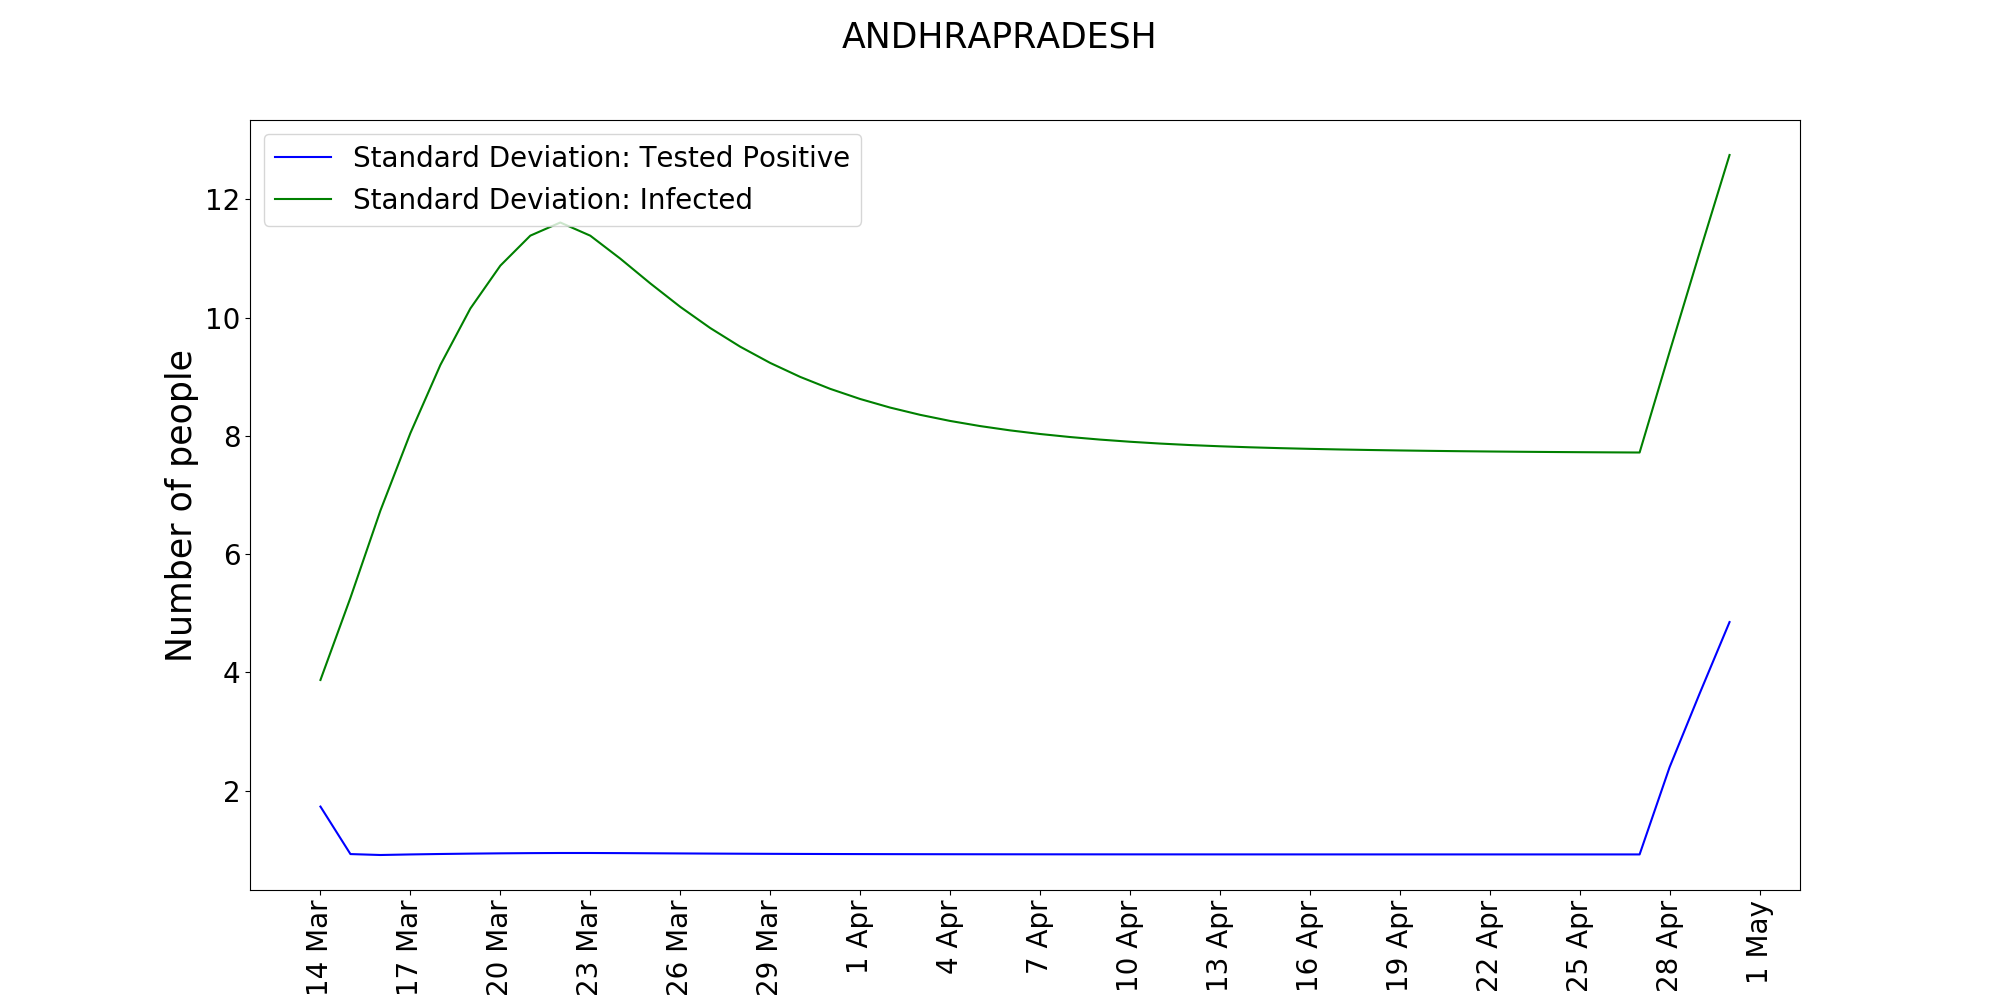 ANDHRAPRADESH
Standard Deviation: Tested Positive
Standard Deviation: Infected
Number of people
12
10
8
6
4
2
14 Mar
17 Mar
20 Mar
23 Mar
26 Mar
29 Mar
1 Apr
4 Apr
7 Apr
10 Apr
13 Apr
16 Apr
19 Apr
22 Apr
25 Apr
28 Apr
1 May